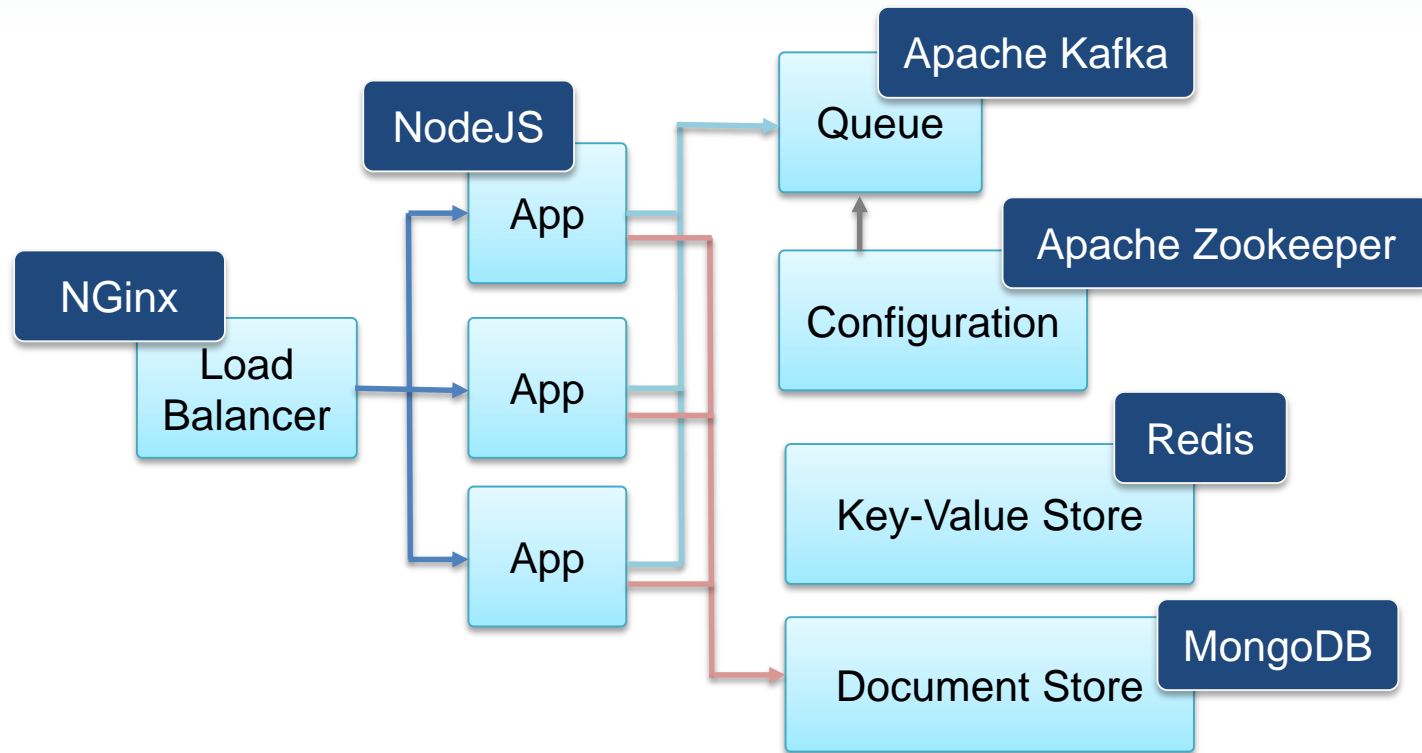 Apache Kafka
Queue
NodeJS
App
Apache Zookeeper
Configuration
NGinx
Load
Balancer
App
Redis
Key-Value Store
App
MongoDB
Document Store